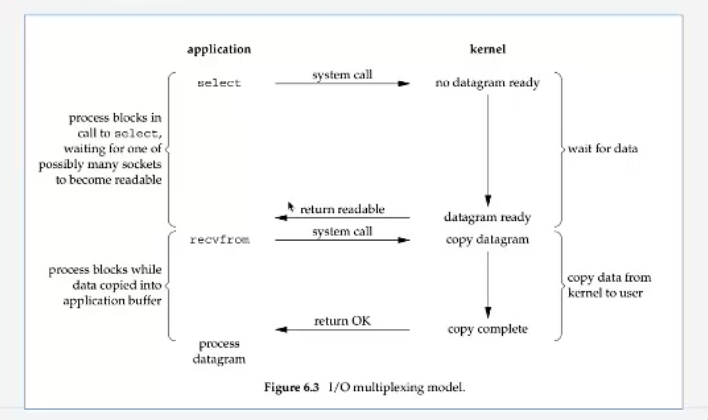 application
kernel
select
system call
no datagram ready
process blocks in
call to select,
waiting for one of
possibly many sockets
to become readable
wait for data
return readable
datagram ready
recvfrom
system call
copy datagram
process blocks while
data copied into
application buffer
copy data from
kernel to user
return OK
copy complete
process
datagram
Figure 6.3 I/O multiplexing model.